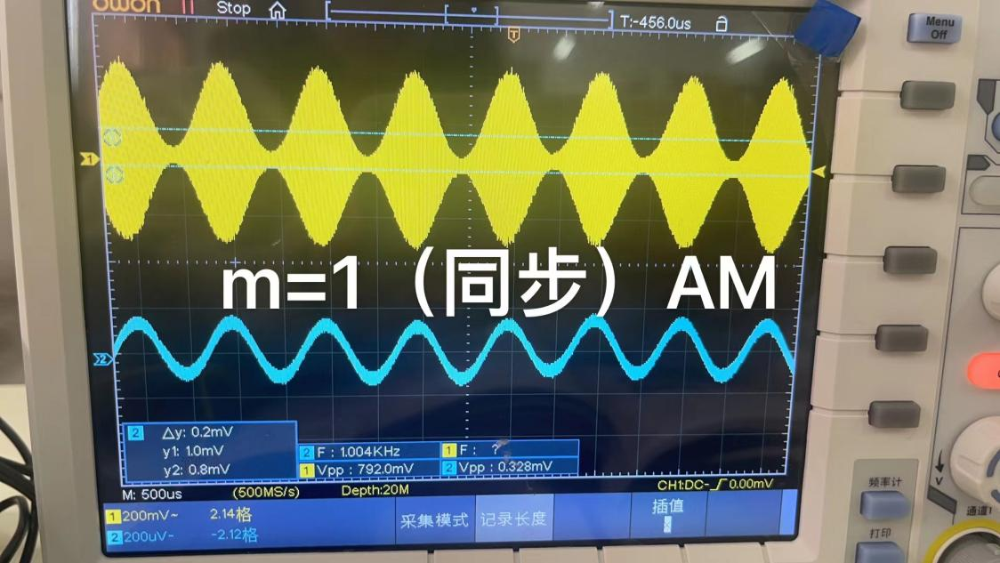 owon Stop T:-456.0us
Menu
Off
T
1
m=1（同步）AM
2
2 Δy: 0.2mV
y1: 1.0mV
y2: 0.8mV
2 F : 1.004KHz 1 F : ?
1 Vpp : 792.0mV 2 Vpp : 0.328mV
M: 500us (500MS/s) Depth:20M CH1:DC- 0.00mV
1 200mV~ 2.14格
2 200uV- -2.12格
采集模式 记录长度 插值
频率计
打印
通道1
V